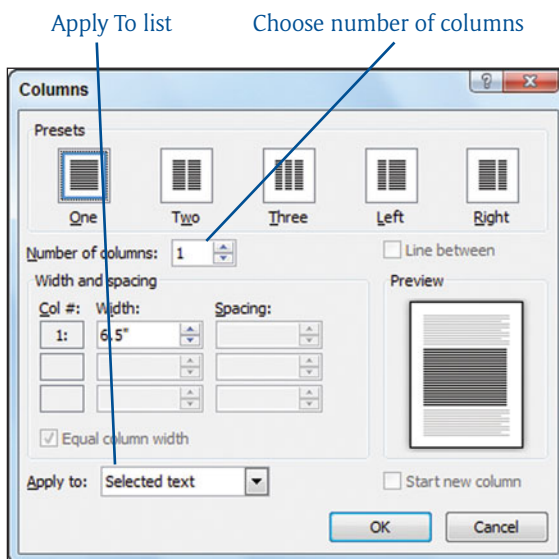 Apply To list Choose number of columns
Columns
Presets
One Two Three Left Right
Number of columns: 1 Line between
Width and spacing Preview
Col #: Width: Spacing:
1: 6.5"
Equal column width
Apply to: Selected text Start new column
OK Cancel